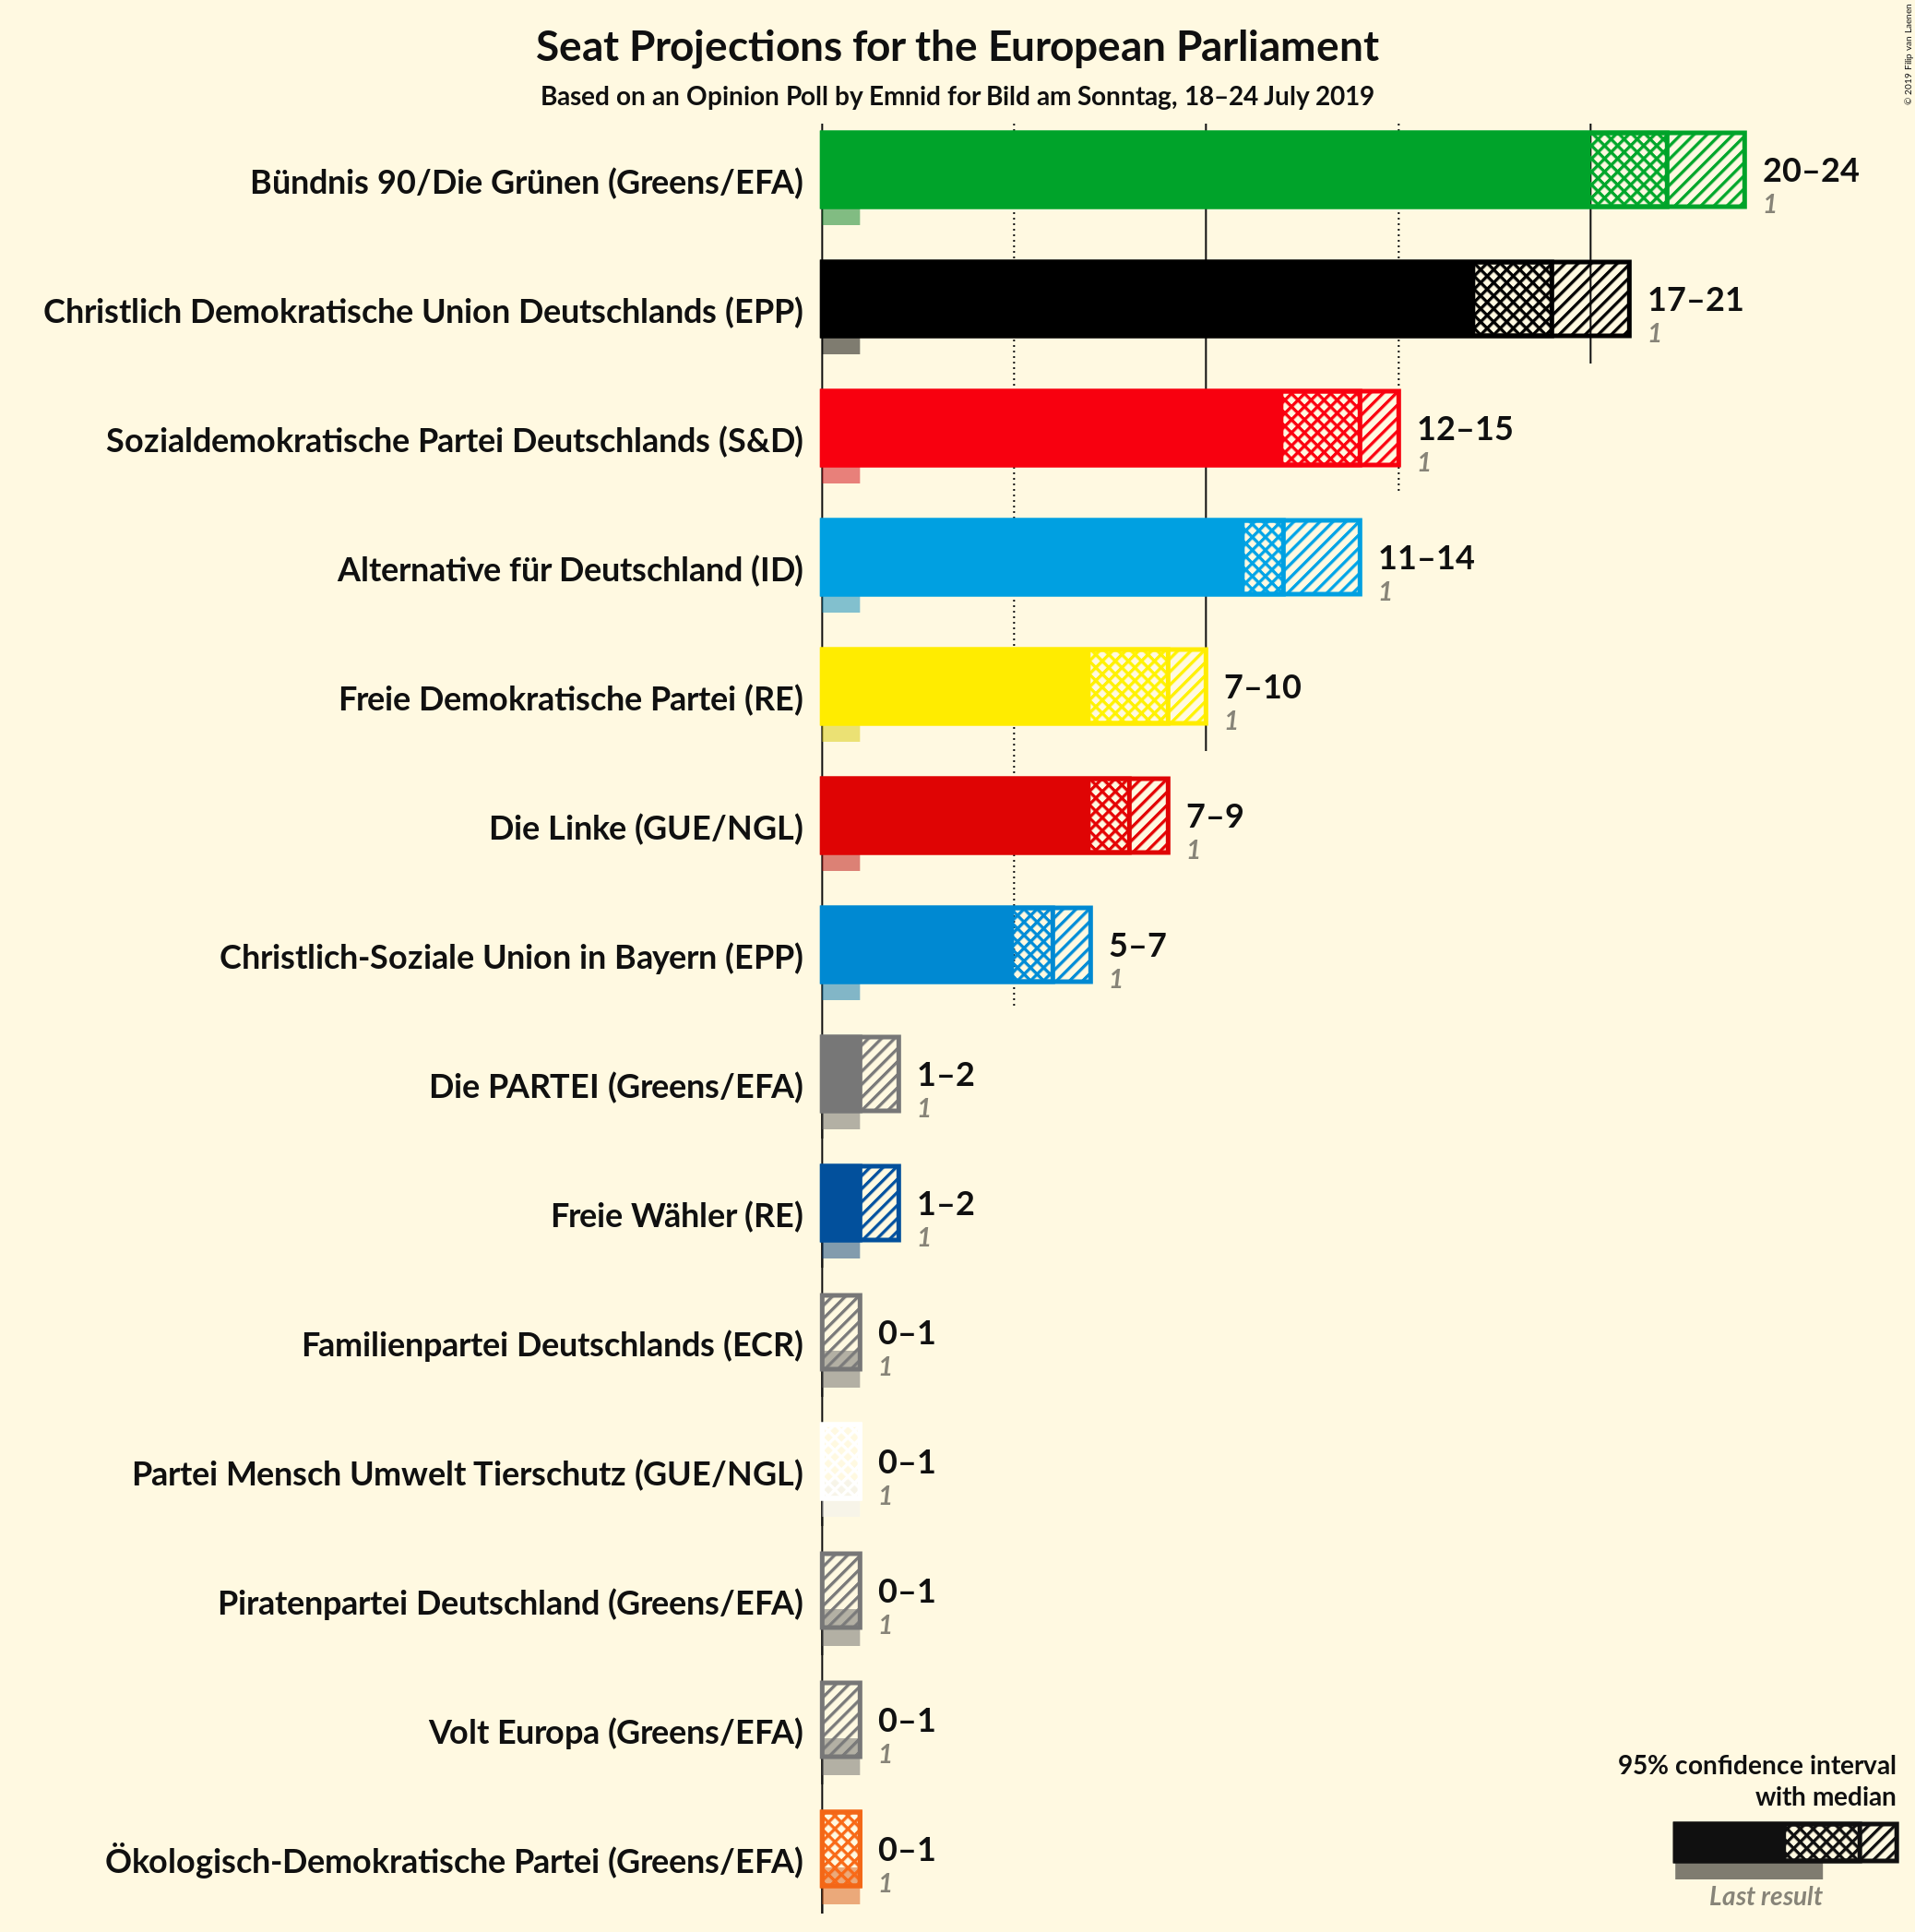 © 2019 Filip van Laenen
Seat Projections for the European Parliament
Based on an Opinion Poll by Emnid for Bild am Sonntag, 18–24 July 2019
Bündnis 90/Die Grünen (Greens/EFA)
20–24
1
Christlich Demokratische Union Deutschlands (EPP)
17–21
1
Sozialdemokratische Partei Deutschlands (S&D)
12–15
1
Alternative für Deutschland (ID)
11–14
1
Freie Demokratische Partei (RE)
7–10
1
Die Linke (GUE/NGL)
7–9
1
Christlich-Soziale Union in Bayern (EPP)
5–7
1
Die PARTEI (Greens/EFA)
1–2
1
Freie Wähler (RE)
1–2
1
Familienpartei Deutschlands (ECR)
0–1
1
Partei Mensch Umwelt Tierschutz (GUE/NGL)
0–1
1
Piratenpartei Deutschland (Greens/EFA)
0–1
1
Volt Europa (Greens/EFA)
0–1
1
Ökologisch-Demokratische Partei (Greens/EFA)
0–1
1
95% confidence interval
with median
Last result